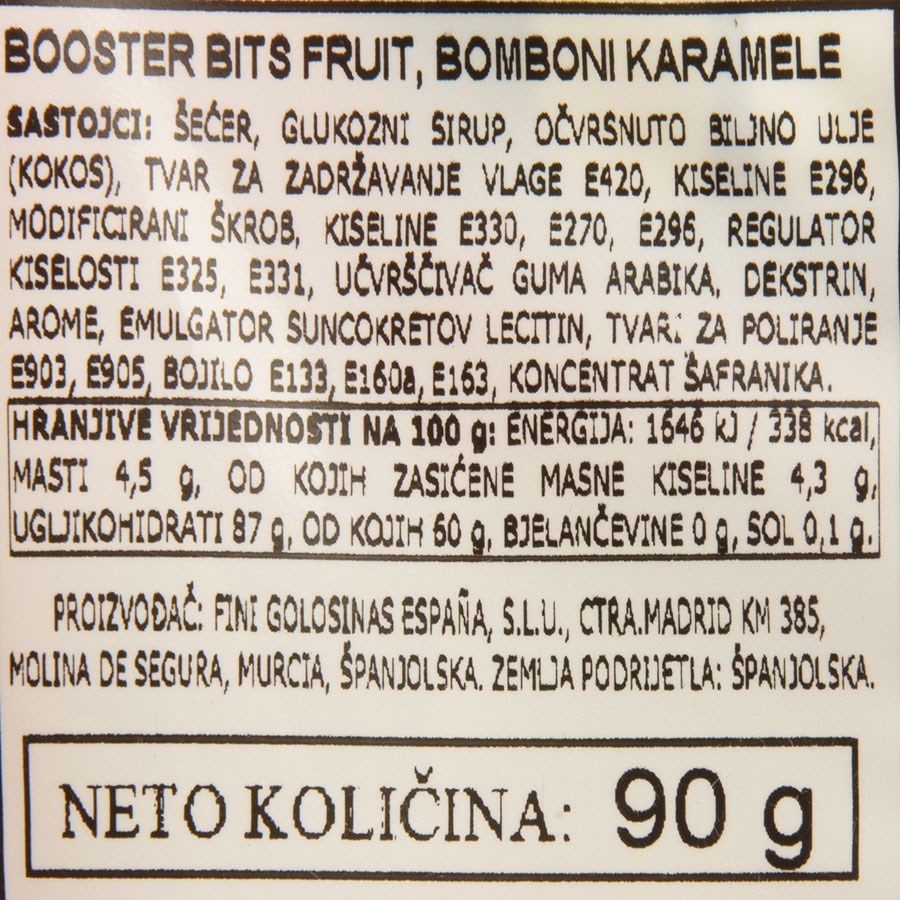 BOOSTER BITS FRUIT, BOMBONI KARAMELE
SASTOJCI: ŠEĆER, GLUKOZNI SIRUP, OČVRSNUTO BILJNO ULJE
(KOKOS), TVAR ZA ZADRŽAVANJE VLAGE E420, KISELINE E296,
MODIFICIRANI ŠKROB, KISELINE E330, E270, E296, REGULATOR
KISELOSTI E325, E331, UČVRŠČIVAČ GUMA ARABIKA, DEKSTRIN,
AROME, EMULGATOR SUNCOKRETOV LECITIN, TVARI ZA POLIRANJE
E903, E905, BOJILO E133, E160a, E163, KONCENTRAT ŠAFRANIKA.
HRANJIVE VRIJEDNOSTI NA 100 g: ENERGIJA: 1646 kJ / 338 kcal,
MASTI 4,5 g, OD KOJIH ZASIĆENE MASNE KISELINE 4,3 g,
UGLJIKOHIDRATI 87 g, OD KOJIH 60 g, BJELANČEVINE 0 g, SOL 0,1 g.
PROIZVOĐAČ: FINI GOLOSINAS ESPAÑA, S.L.U., CTRA.MADRID KM 385,
MOLINA DE SEGURA, MURCIA, ŠPANJOLSKA. ZEMLJA PODRIJETLA: ŠPANJOLSKA.
NETO KOLIČINA: 90 g